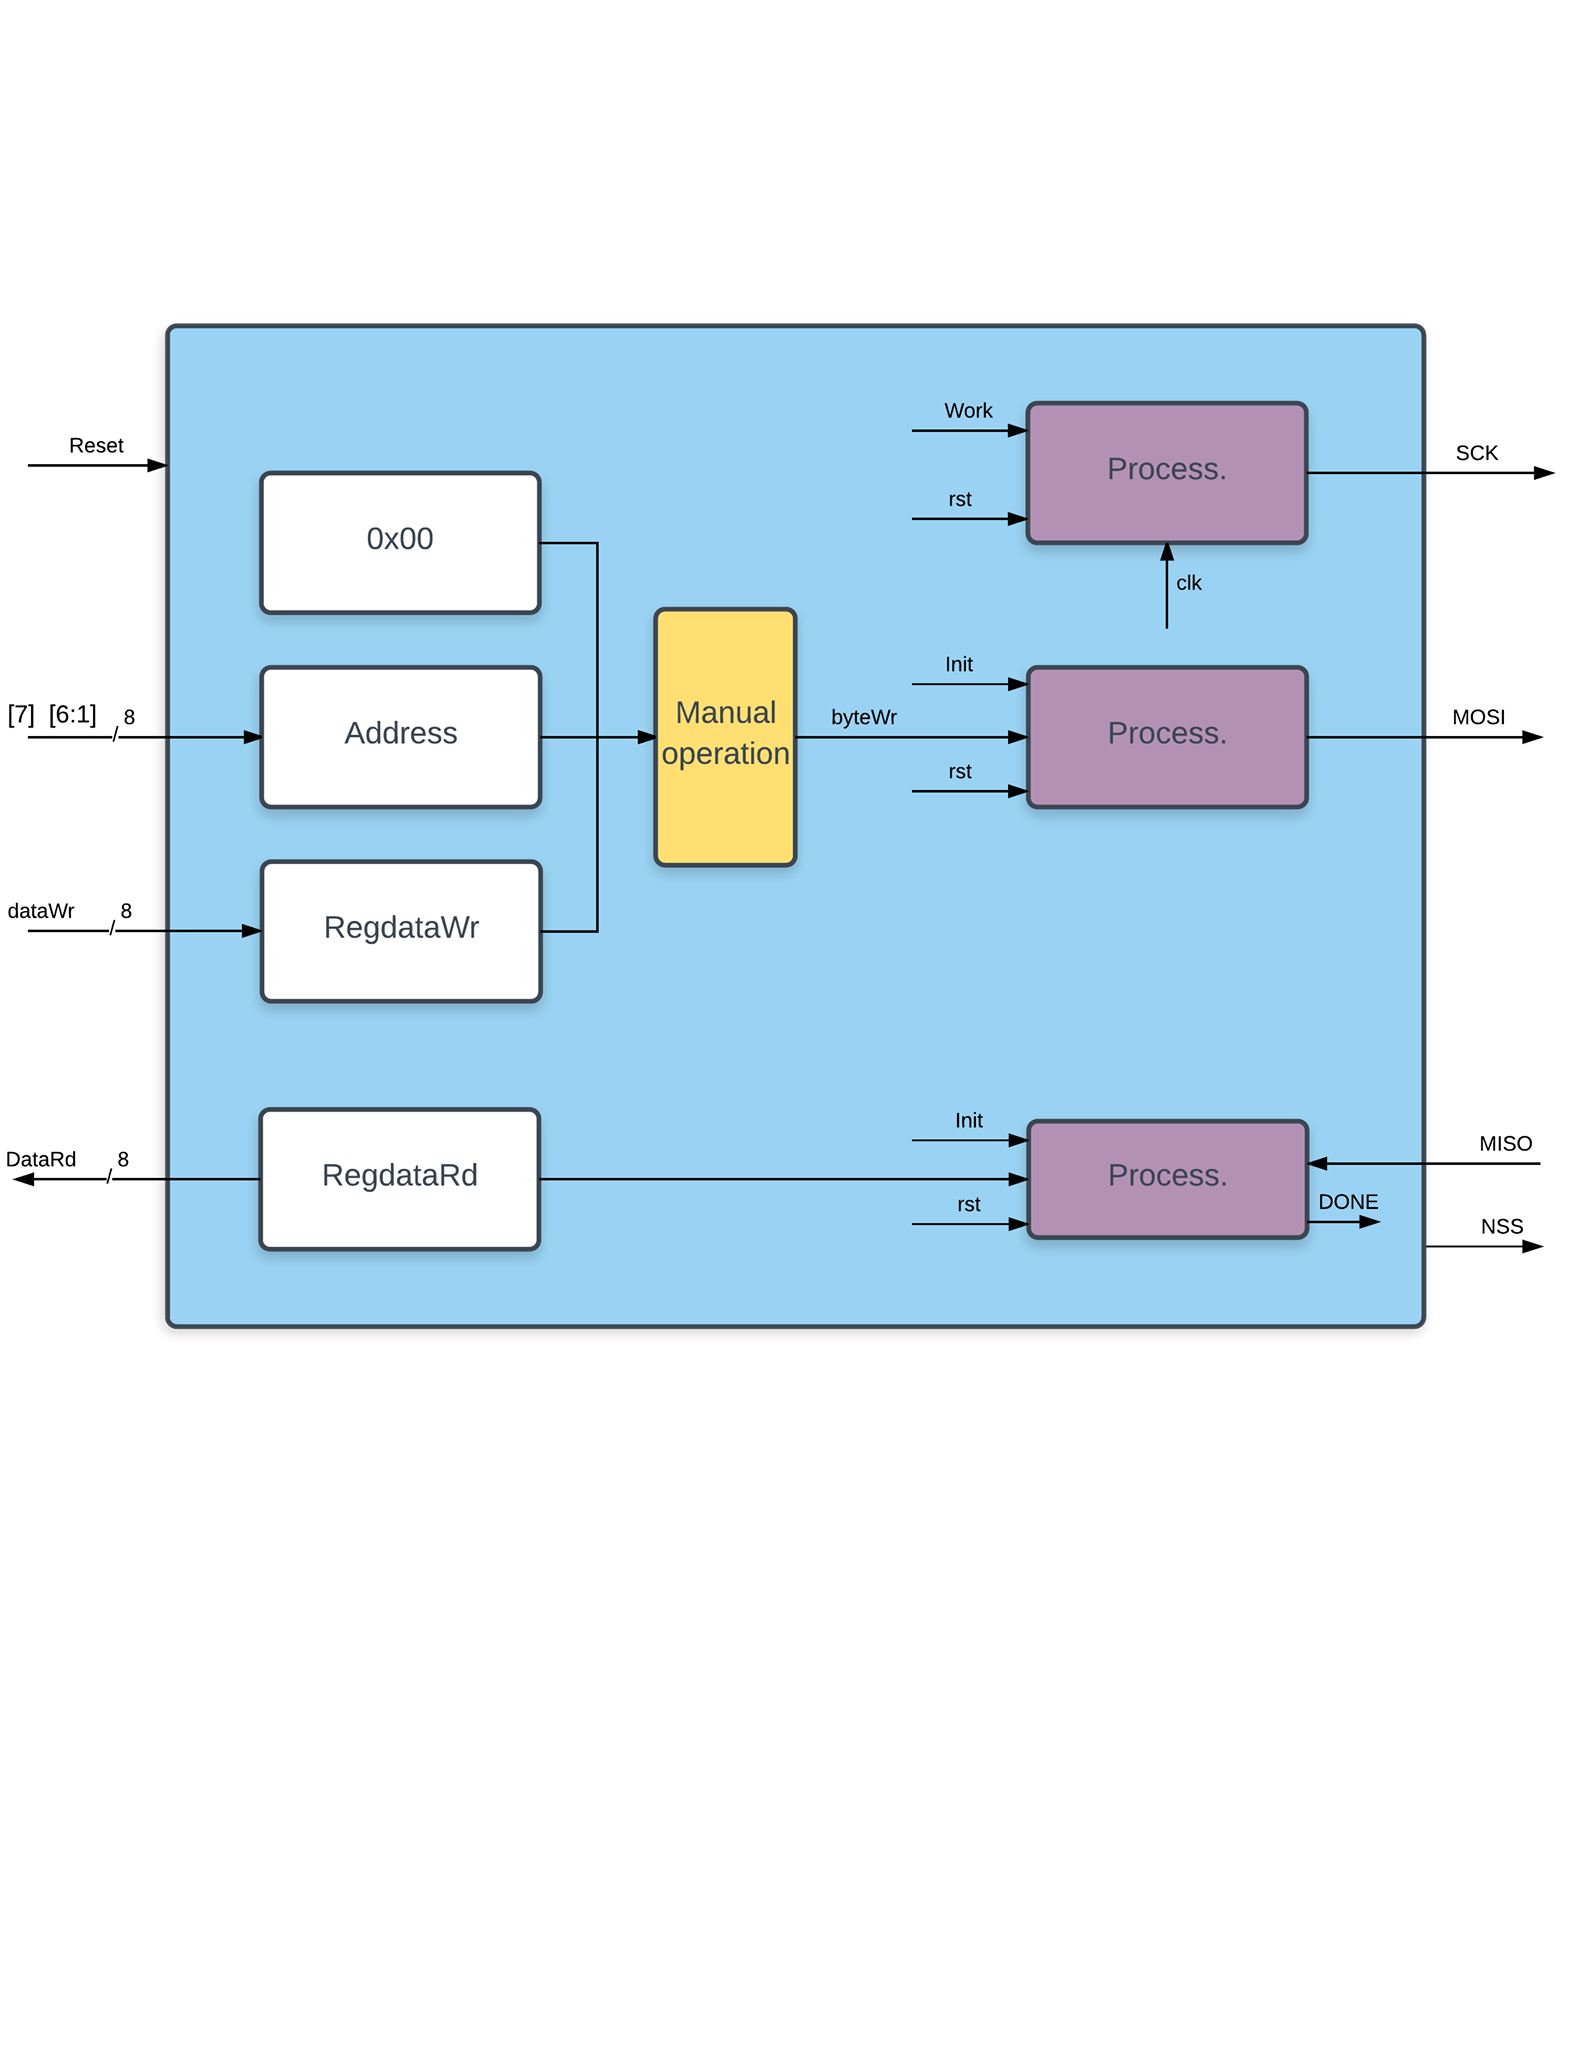 Work
Reset
SCK
Process.
rst
0x00
clk
Init
[7] [6:1] / 8
Address
Manual
operation
byteWr
Process.
MOSI
rst
dataWr / 8
RegdataWr
Init
MISO
DataRd / 8
RegdataRd
Process.
rst
DONE
NSS